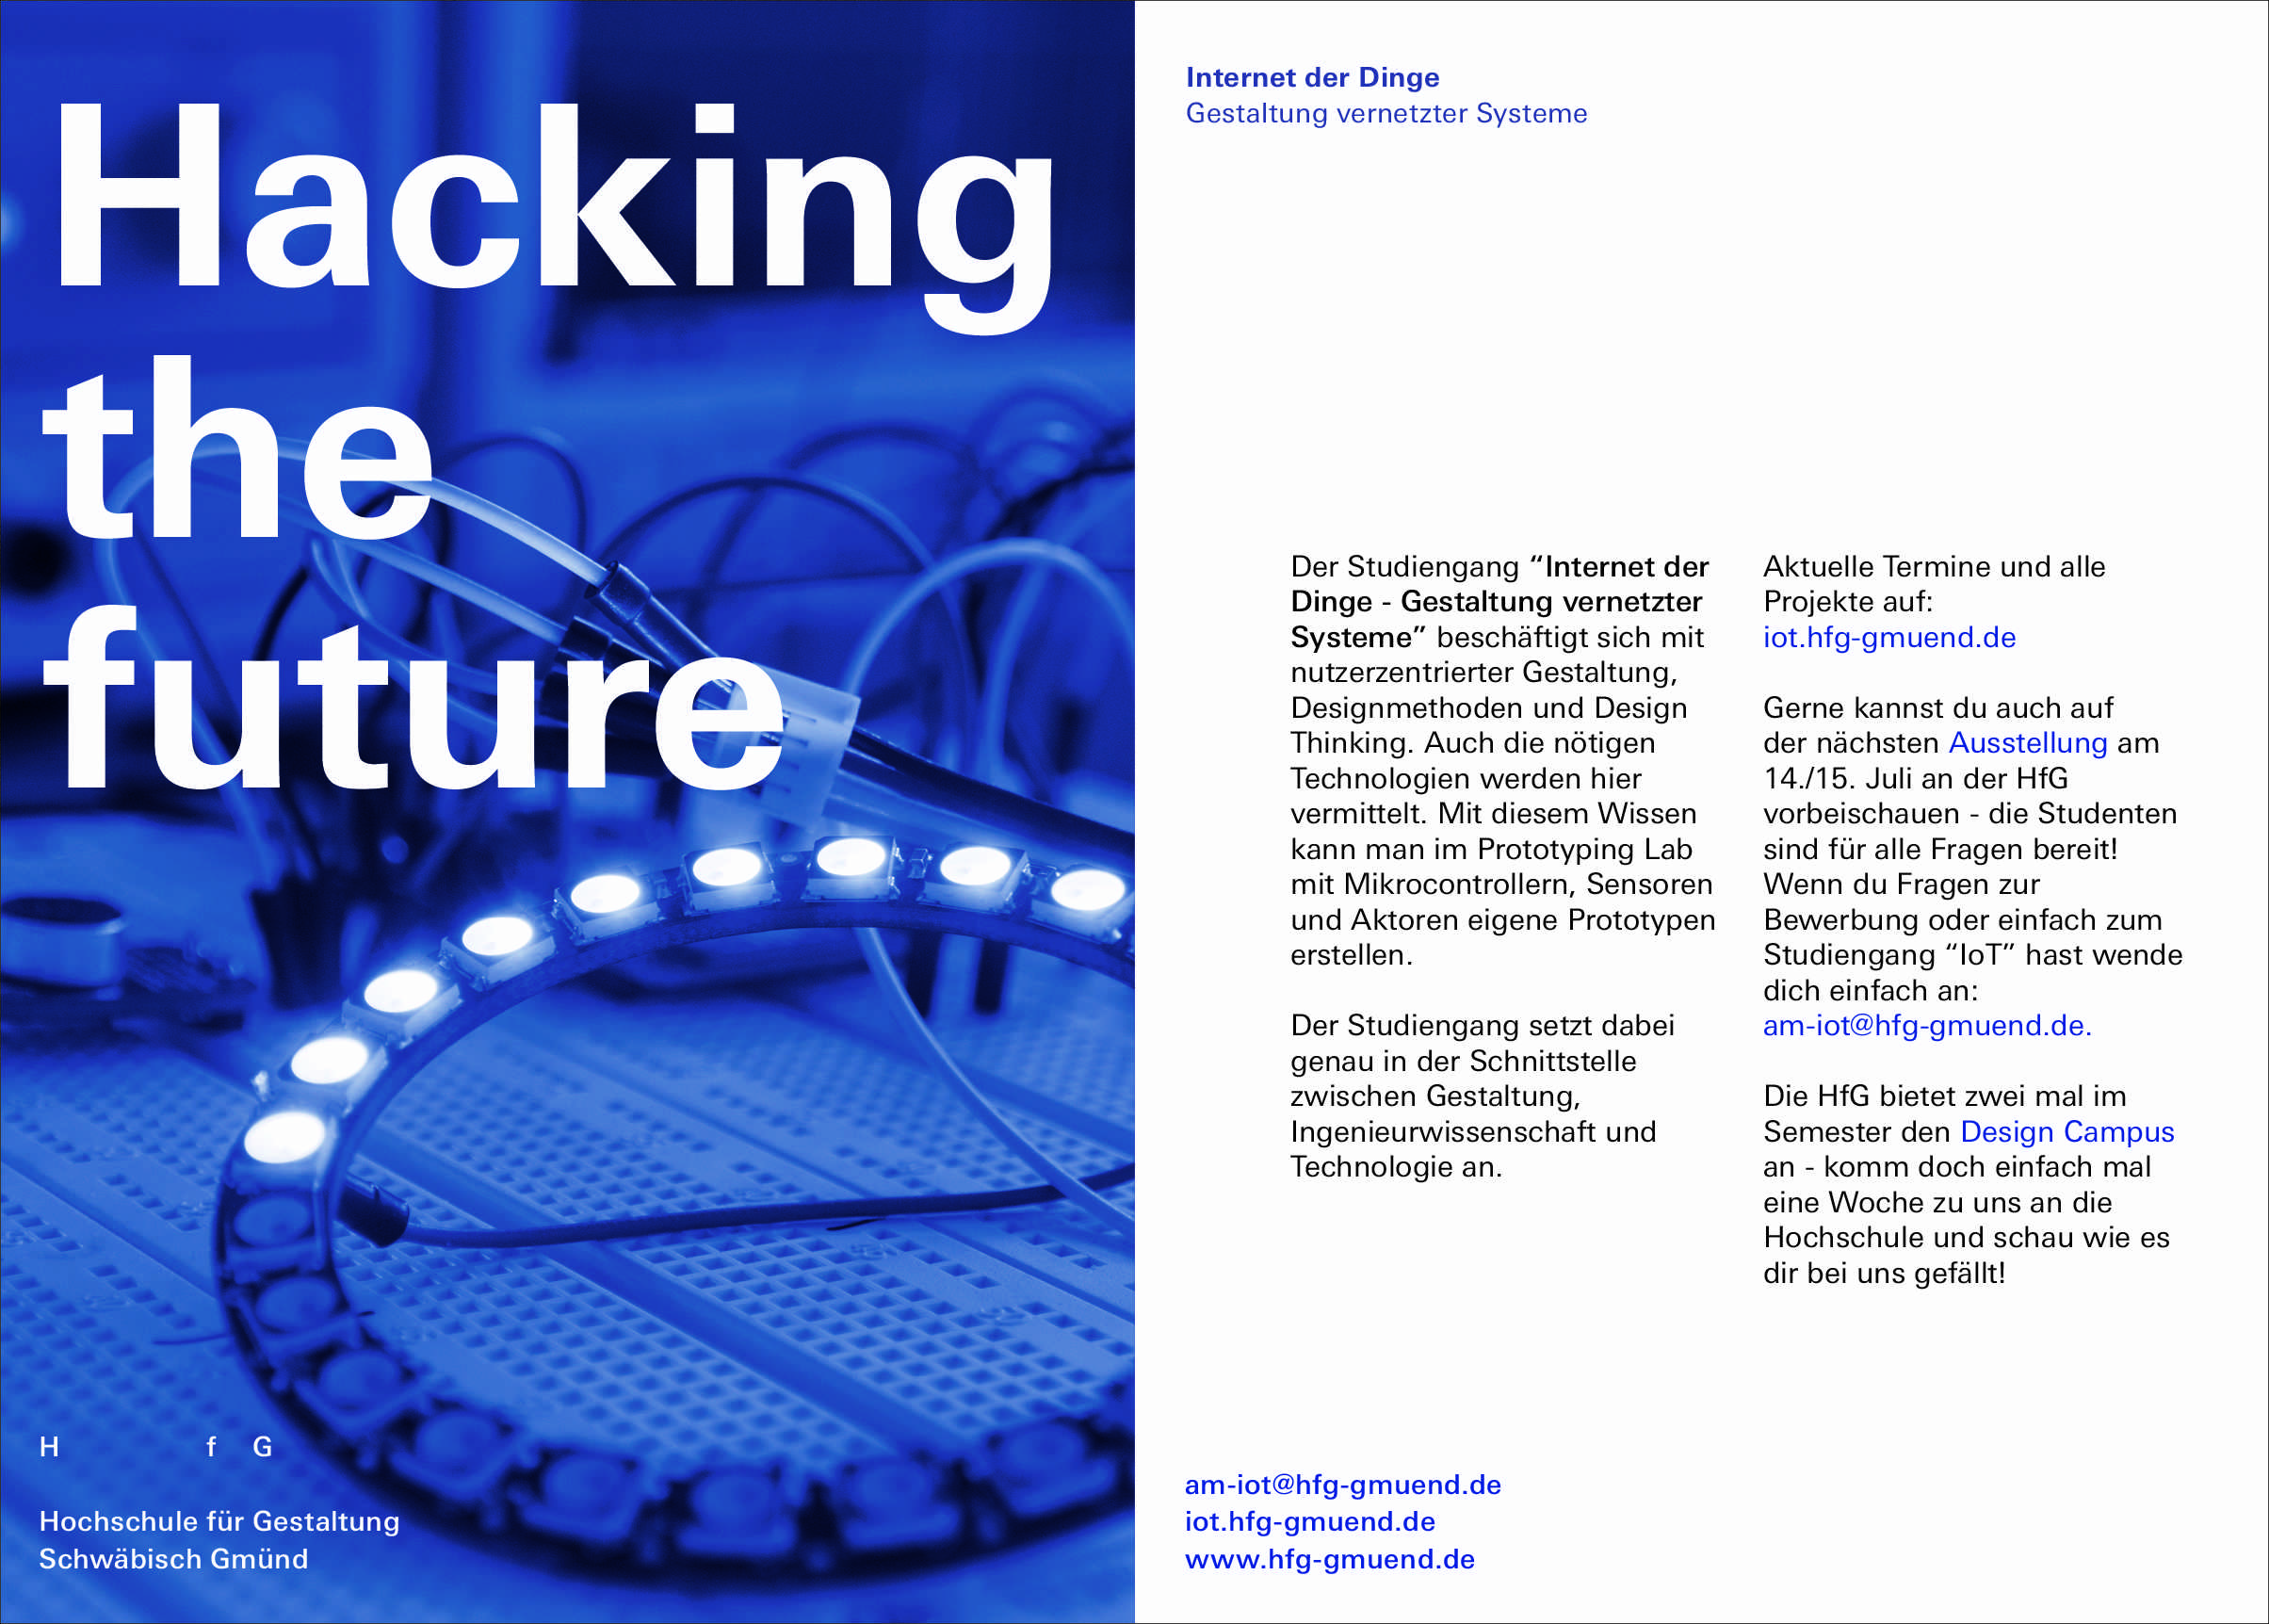 Hacking
the
future
H f G
Hochschule für Gestaltung
Schwäbisch Gmünd
Internet der Dinge
Gestaltung vernetzter Systeme
Der Studiengang “Internet der
Dinge - Gestaltung vernetzter
Systeme” beschäftigt sich mit
nutzerzentrierter Gestaltung,
Designmethoden und Design
Thinking. Auch die nötigen
Technologien werden hier
vermittelt. Mit diesem Wissen
kann man im Prototyping Lab
mit Mikrocontrollern, Sensoren
und Aktoren eigene Prototypen
erstellen.
Der Studiengang setzt dabei
genau in der Schnittstelle
zwischen Gestaltung,
Ingenieurwissenschaft und
Technologie an.
Aktuelle Termine und alle
Projekte auf:
iot.hfg-gmuend.de
Gerne kannst du auch auf
der nächsten Ausstellung am
14./15. Juli an der HfG
vorbeischauen - die Studenten
sind für alle Fragen bereit!
Wenn du Fragen zur
Bewerbung oder einfach zum
Studiengang “IoT” hast wende
dich einfach an:
am-iot@hfg-gmuend.de.
Die HfG bietet zwei mal im
Semester den Design Campus
an - komm doch einfach mal
eine Woche zu uns an die
Hochschule und schau wie es
dir bei uns gefällt!
am-iot@hfg-gmuend.de
iot.hfg-gmuend.de
www.hfg-gmuend.de